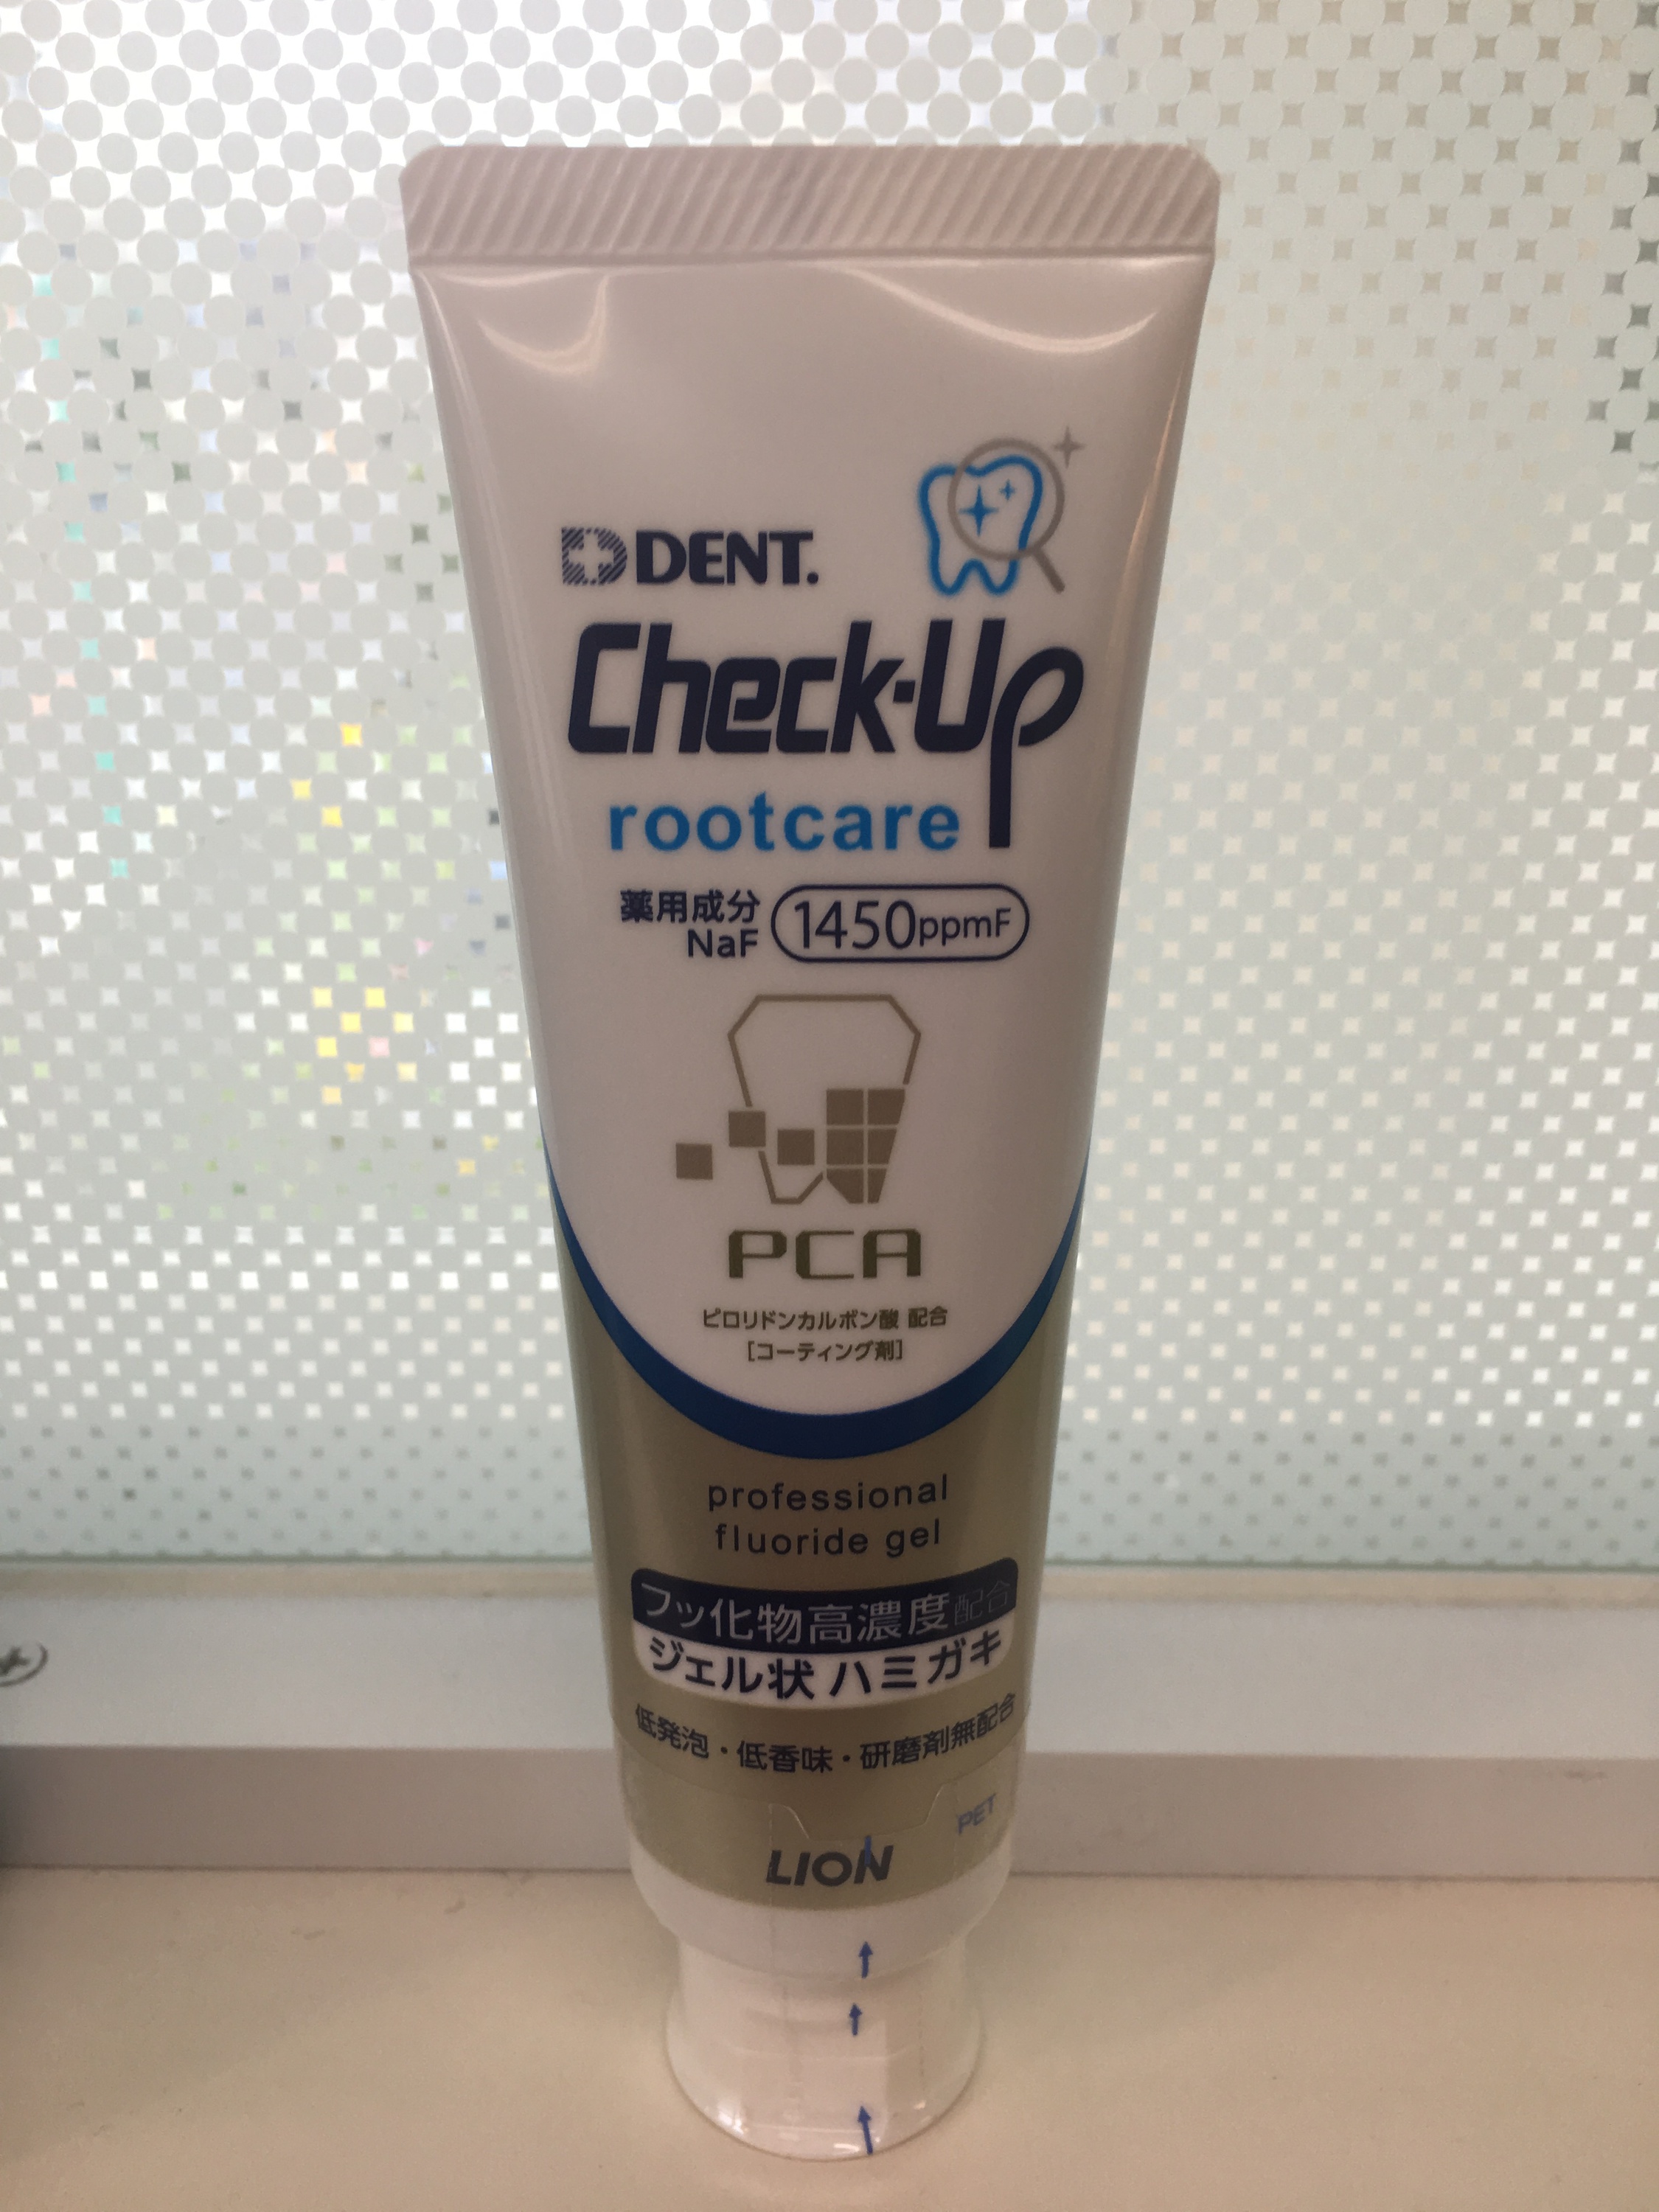 DENT.
Check-Up
rootcare
薬用成分
NaF
1450ppmF
PCA
ピロリドンカルボン酸 配合
[コーティング剤]
professional
fluoride gel
フッ化物高濃度配合
ジェル状 ハミガキ
低発泡・低香味・研磨剤無配合
PET
LION